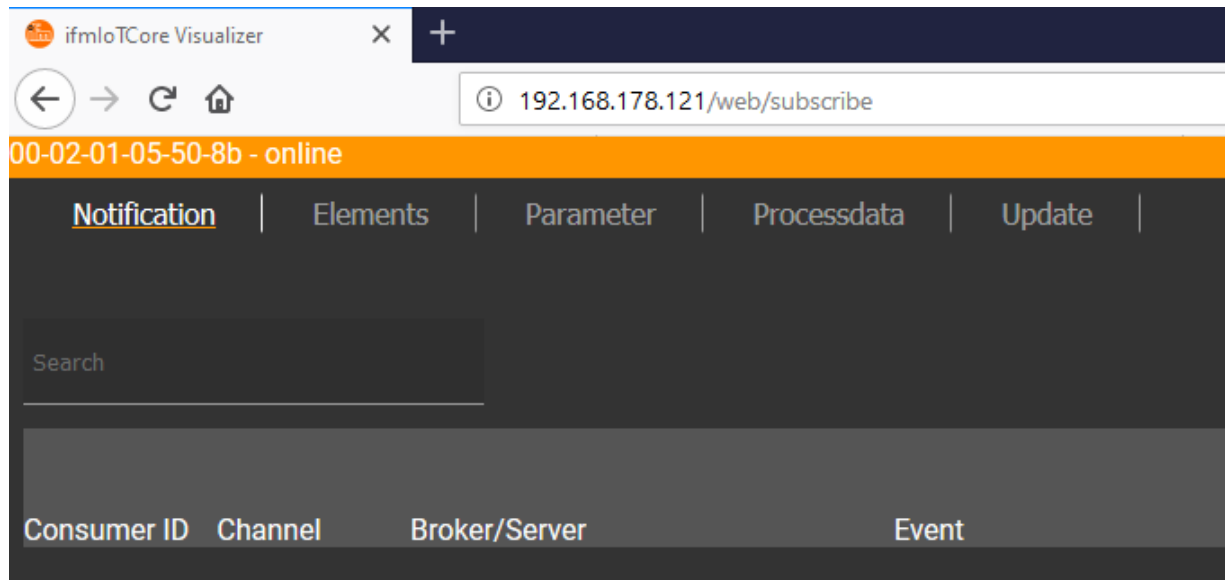 ifmIoTCore Visualizer
192.168.178.121/web/subscribe
00-02-01-05-50-8b - online
Notification Elements Parameter Processdata Update
Search
Consumer ID Channel Broker/Server Event